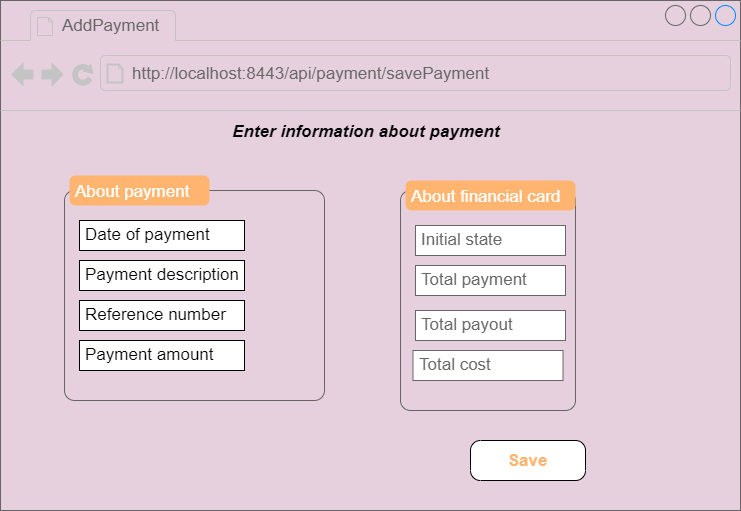 AddPayment
http://localhost:8443/api/payment/savePayment
Enter information about payment
About payment
Date of payment
Payment description
Reference number
Payment amount
About financial card
Initial state
Total payment
Total payout
Total cost
Save